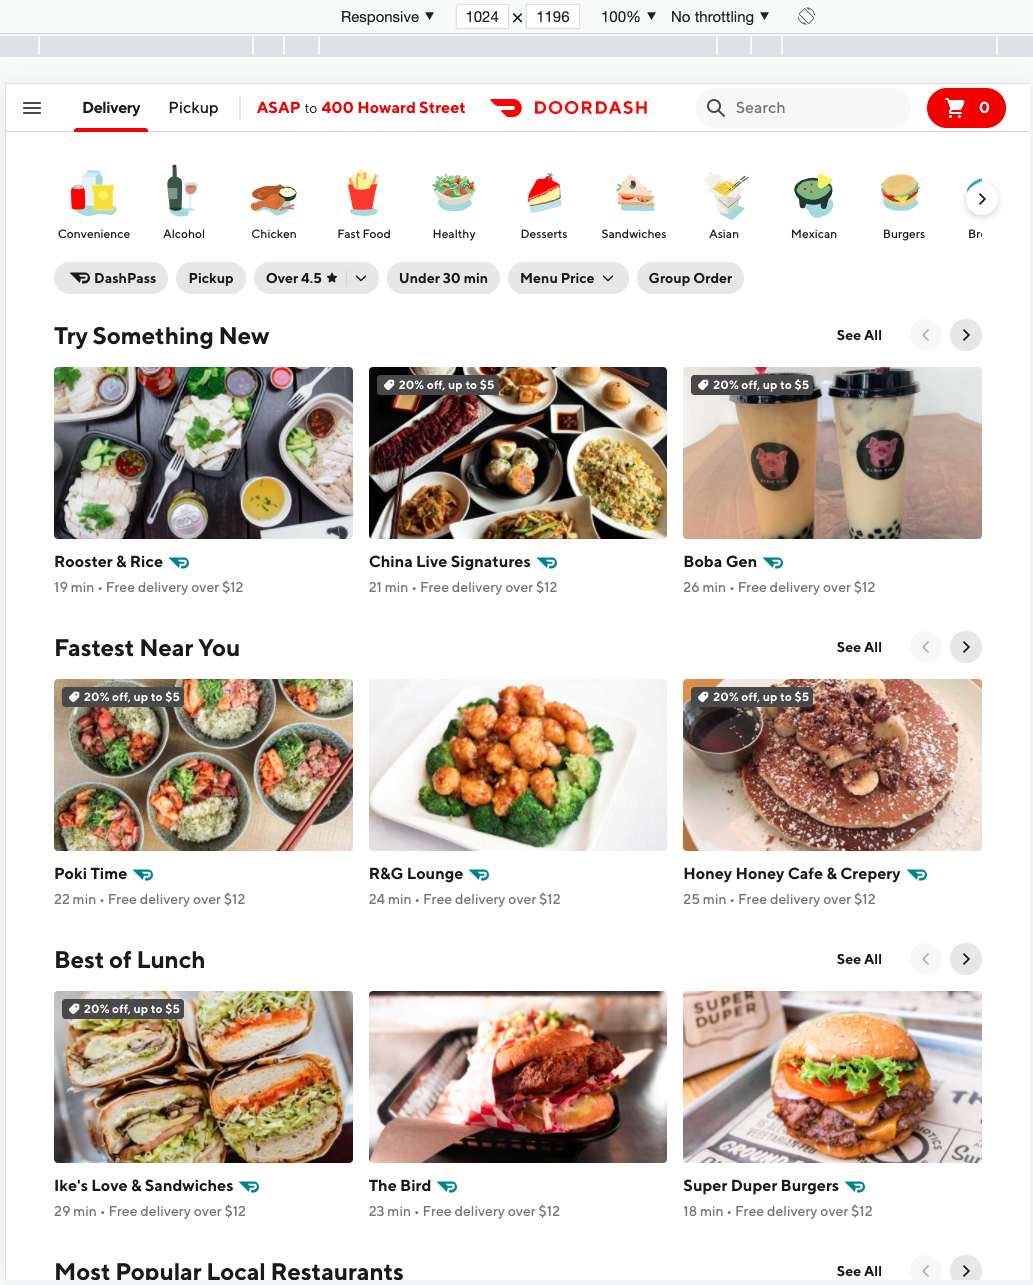 Responsive ▼ 1024 × 1196 100% ▼ No throttling ▼
Delivery Pickup ASAP to 400 Howard Street DOORDASH Search 0
Convenience Alcohol Chicken Fast Food Healthy Desserts Sandwiches Asian Mexican Burgers Br
DashPass Pickup Over 4.5 ★ Under 30 min Menu Price Group Order
Try Something New See All
20% off, up to $5 20% off, up to $5
Rooster & Rice China Live Signatures Boba Gen
19 min • Free delivery over $12 21 min • Free delivery over $12 26 min • Free delivery over $12
Fastest Near You See All
20% off, up to $5 20% off, up to $5
Poki Time R&G Lounge Honey Honey Cafe & Crepery
22 min • Free delivery over $12 24 min • Free delivery over $12 25 min • Free delivery over $12
Best of Lunch See All
20% off, up to $5
SUPER
DUPER
GROUND
Ike's Love & Sandwiches The Bird Super Duper Burgers
29 min • Free delivery over $12 23 min • Free delivery over $12 18 min • Free delivery over $12
Most Popular Local Restaurants See All